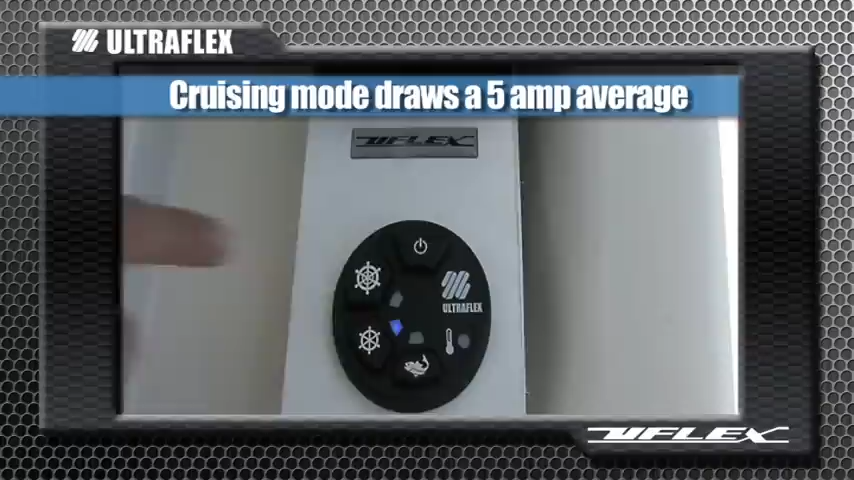 ULTRAFLEX
Cruising mode draws a 5 amp average
UFLEX
ULTRAFLEX
UFLEX